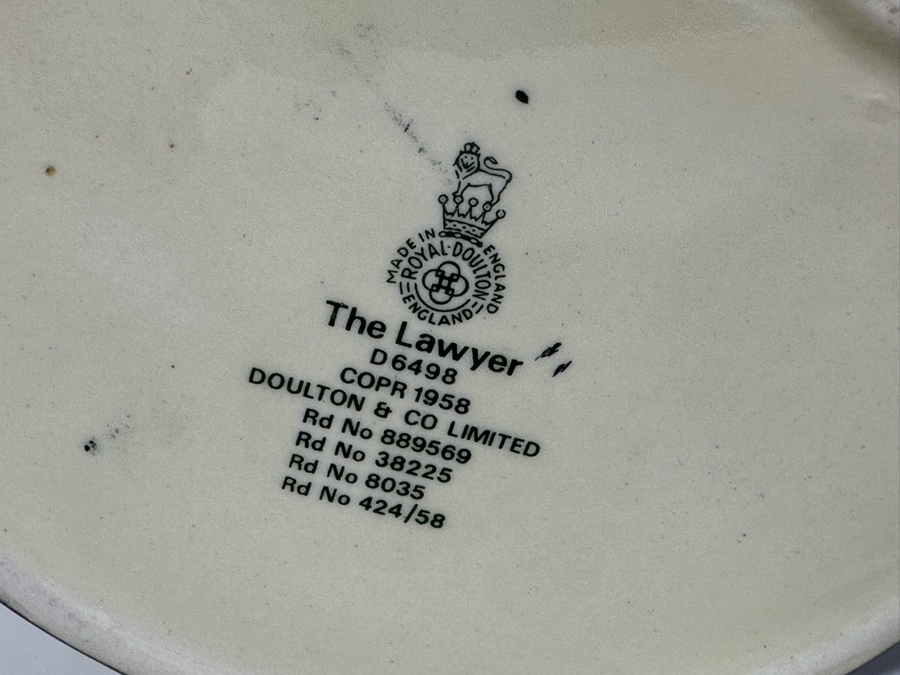 MADE IN ENGLAND
ROYAL·DOULTON
ENGLAND
The Lawyer
D6498
COPR 1958
DOULTON & CO LIMITED
Rd No 889569
Rd No 38225
Rd No 8035
Rd No 424/58